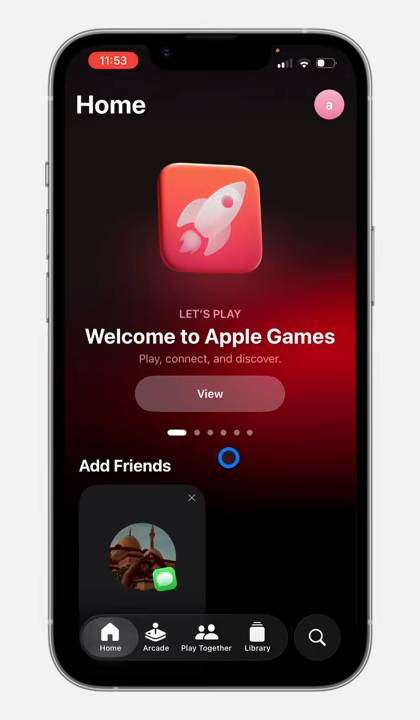 11:53
Home
a
LET'S PLAY
Welcome to Apple Games
Play, connect, and discover.
View
Add Friends
Home Arcade Play Together Library